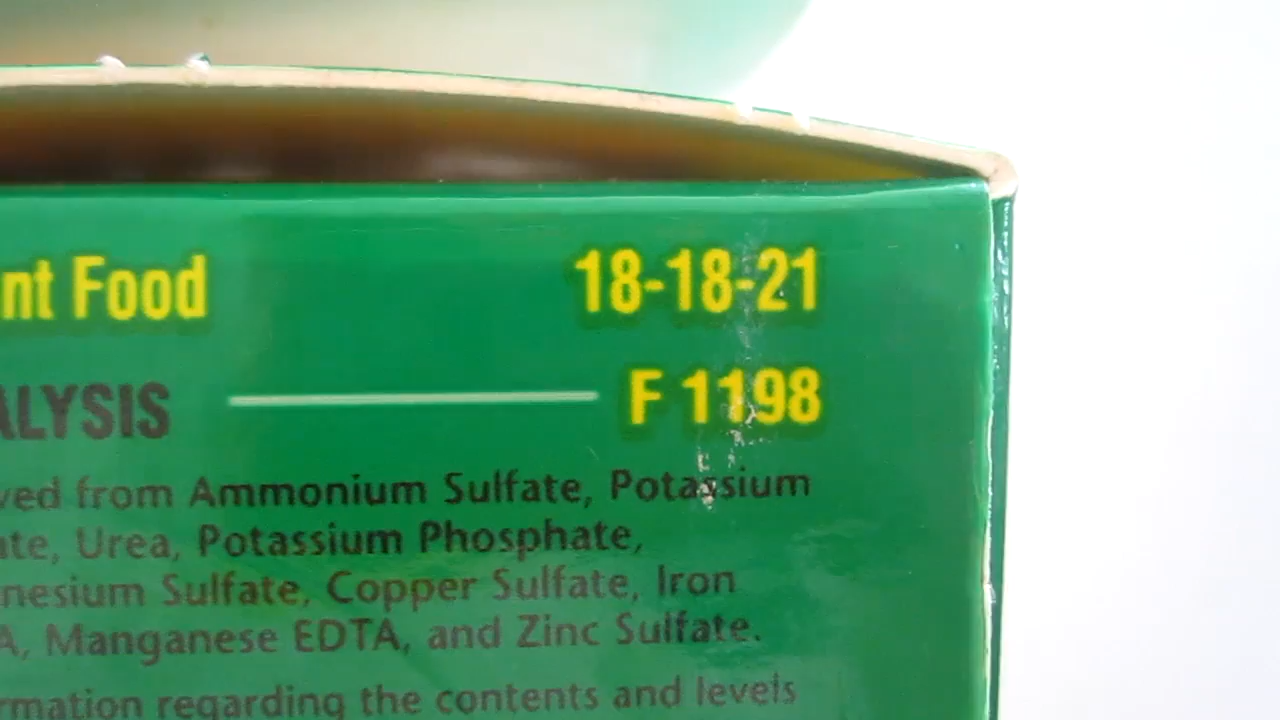 nt Food 18-18-21
ALYSIS F 1198
ved from Ammonium Sulfate, Potassium
ate, Urea, Potassium Phosphate,
nesium Sulfate, Copper Sulfate, Iron
A, Manganese EDTA, and Zinc Sulfate.
rmation regarding the contents and levels